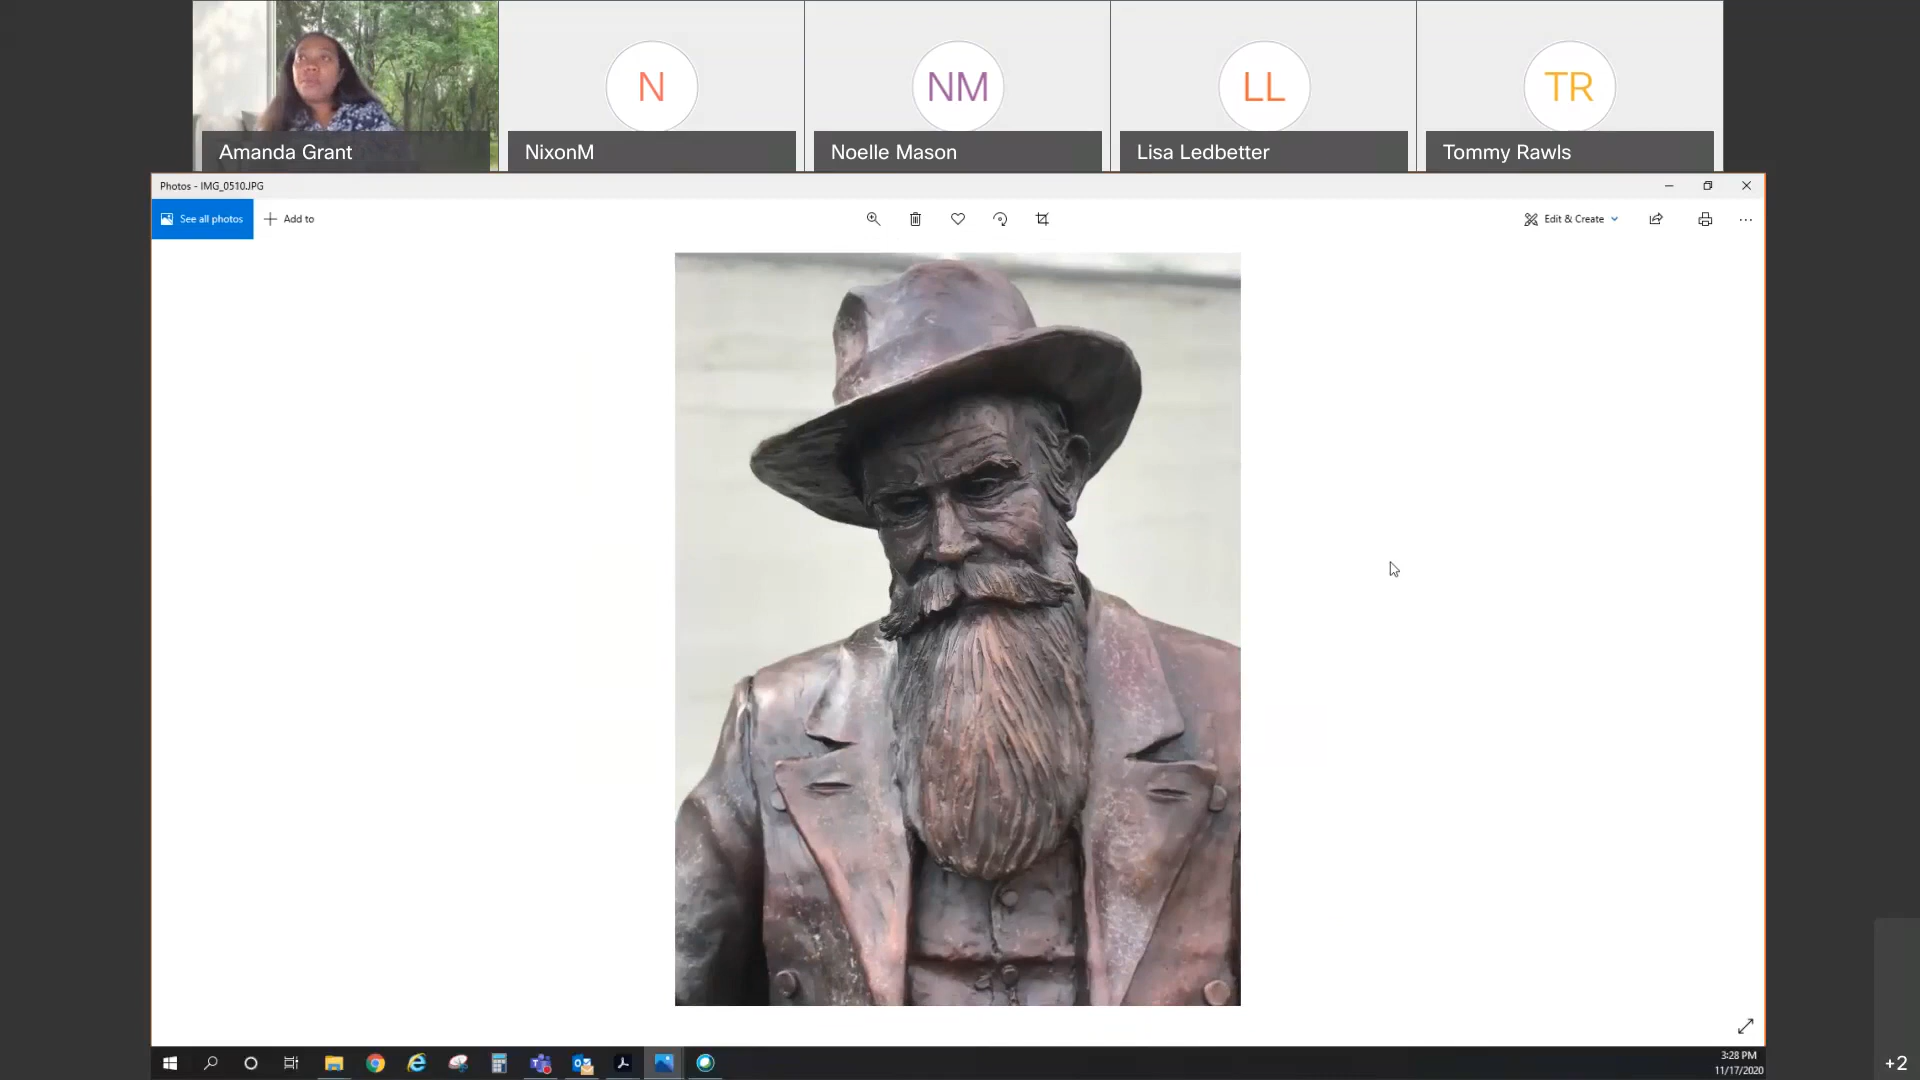 N
NM
LL
TR
Amanda Grant
NixonM
Noelle Mason
Lisa Ledbetter
Tommy Rawls
Photos - IMG_0510.JPG
See all photos
Add to
Edit & Create
3:28 PM
11/17/2020
+2